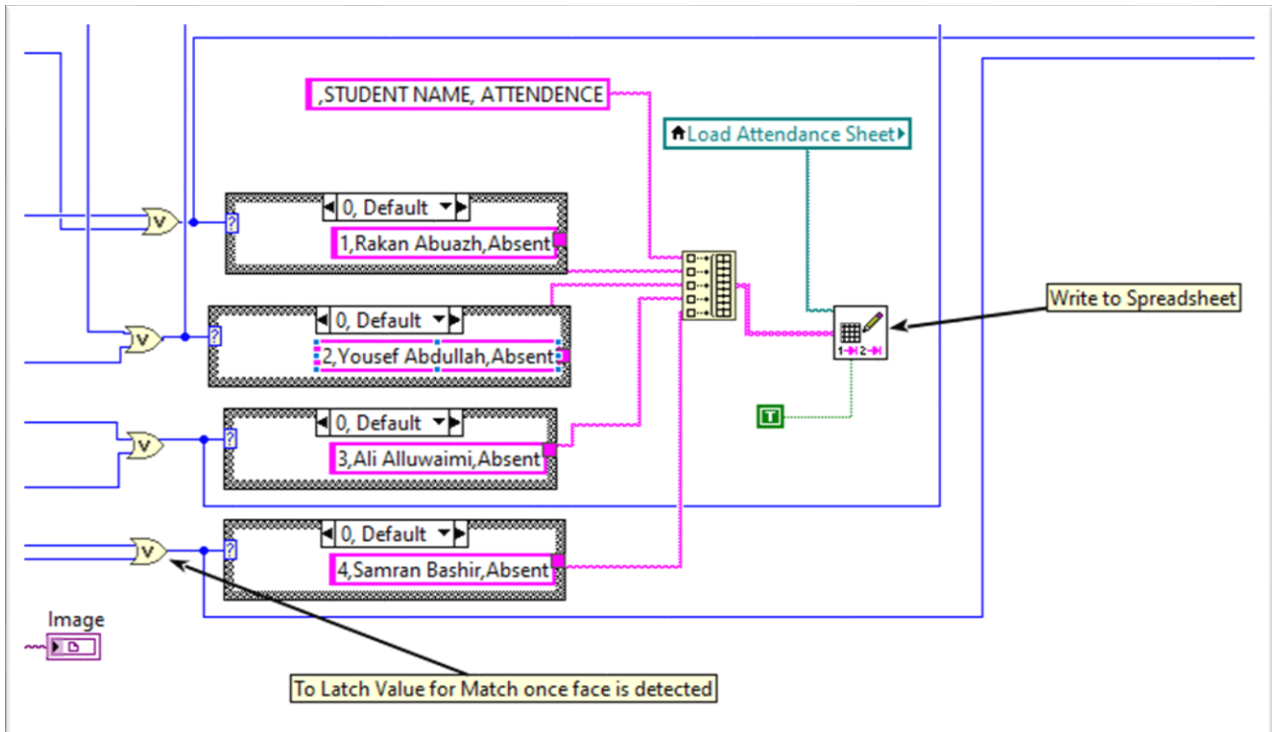 ,STUDENT NAME, ATTENDENCE
Load Attendance Sheet
0, Default
V
?
1,Rakan Abuazh,Absent
Write to Spreadsheet
0, Default
V
?
2,Yousef Abdullah,Absent
1 2
T
0, Default
V
?
3,Ali Alluwaimi,Absent
0, Default
V
?
4,Samran Bashir,Absent
Image
To Latch Value for Match once face is detected